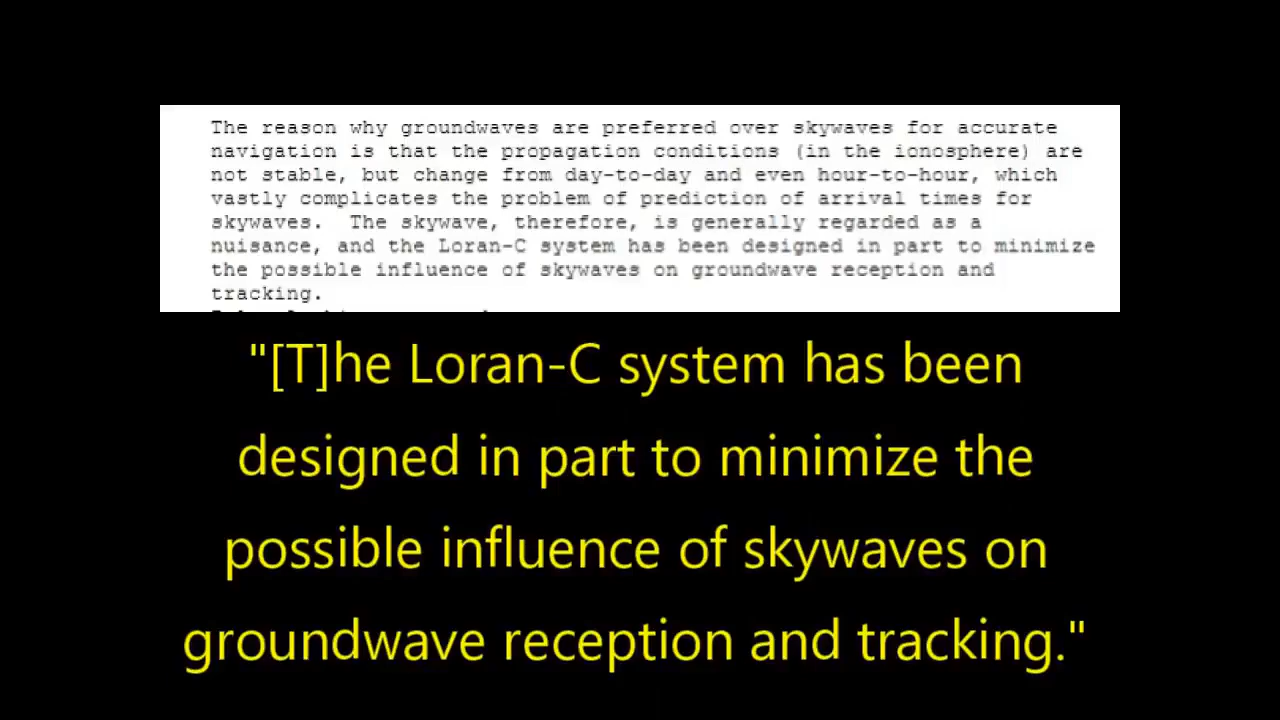 The reason why groundwaves are preferred over skywaves for accurate
navigation is that the propagation conditions (in the ionosphere) are
not stable, but change from day-to-day and even hour-to-hour, which
vastly complicates the problem of prediction of arrival times for
skywaves.  The skywave, therefore, is generally regarded as a
nuisance, and the Loran-C system has been designed in part to minimize
the possible influence of skywaves on groundwave reception and
tracking.
"[T]he Loran-C system has been
designed in part to minimize the
possible influence of skywaves on
groundwave reception and tracking."